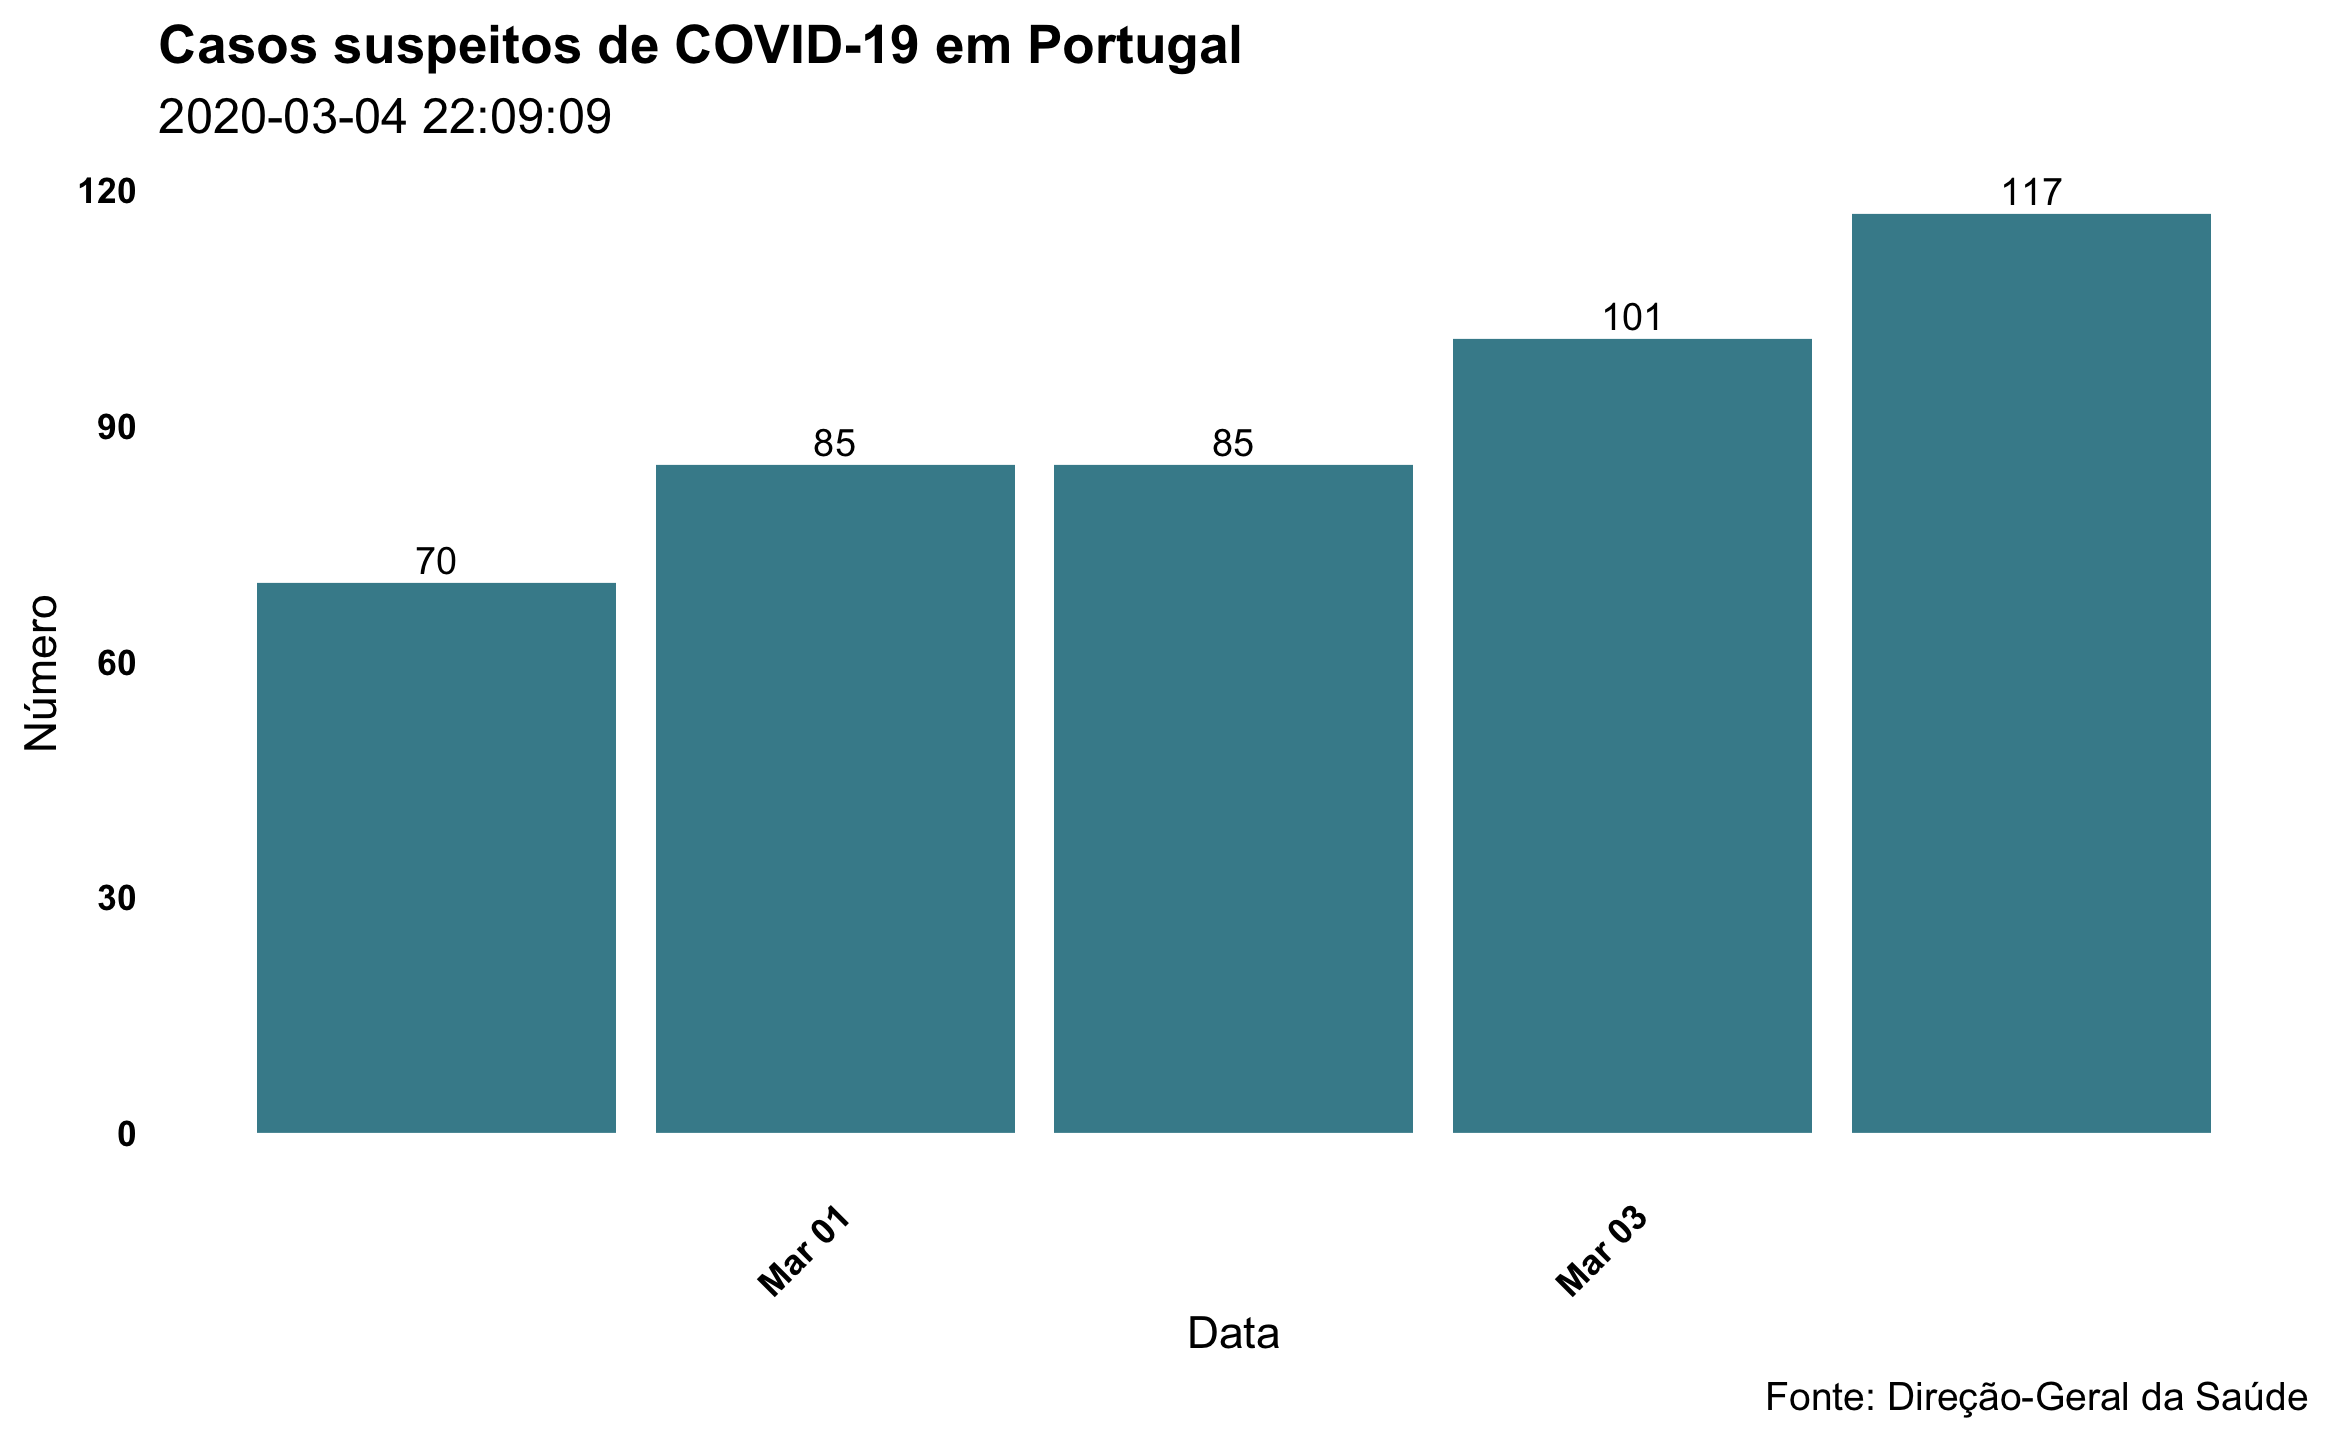 Casos suspeitos de COVID-19 em Portugal
2020-03-04 22:09:09
120
90
60
30
0
Número
70
85
85
101
117
Mar 01
Mar 03
Data
Fonte: Direção-Geral da Saúde